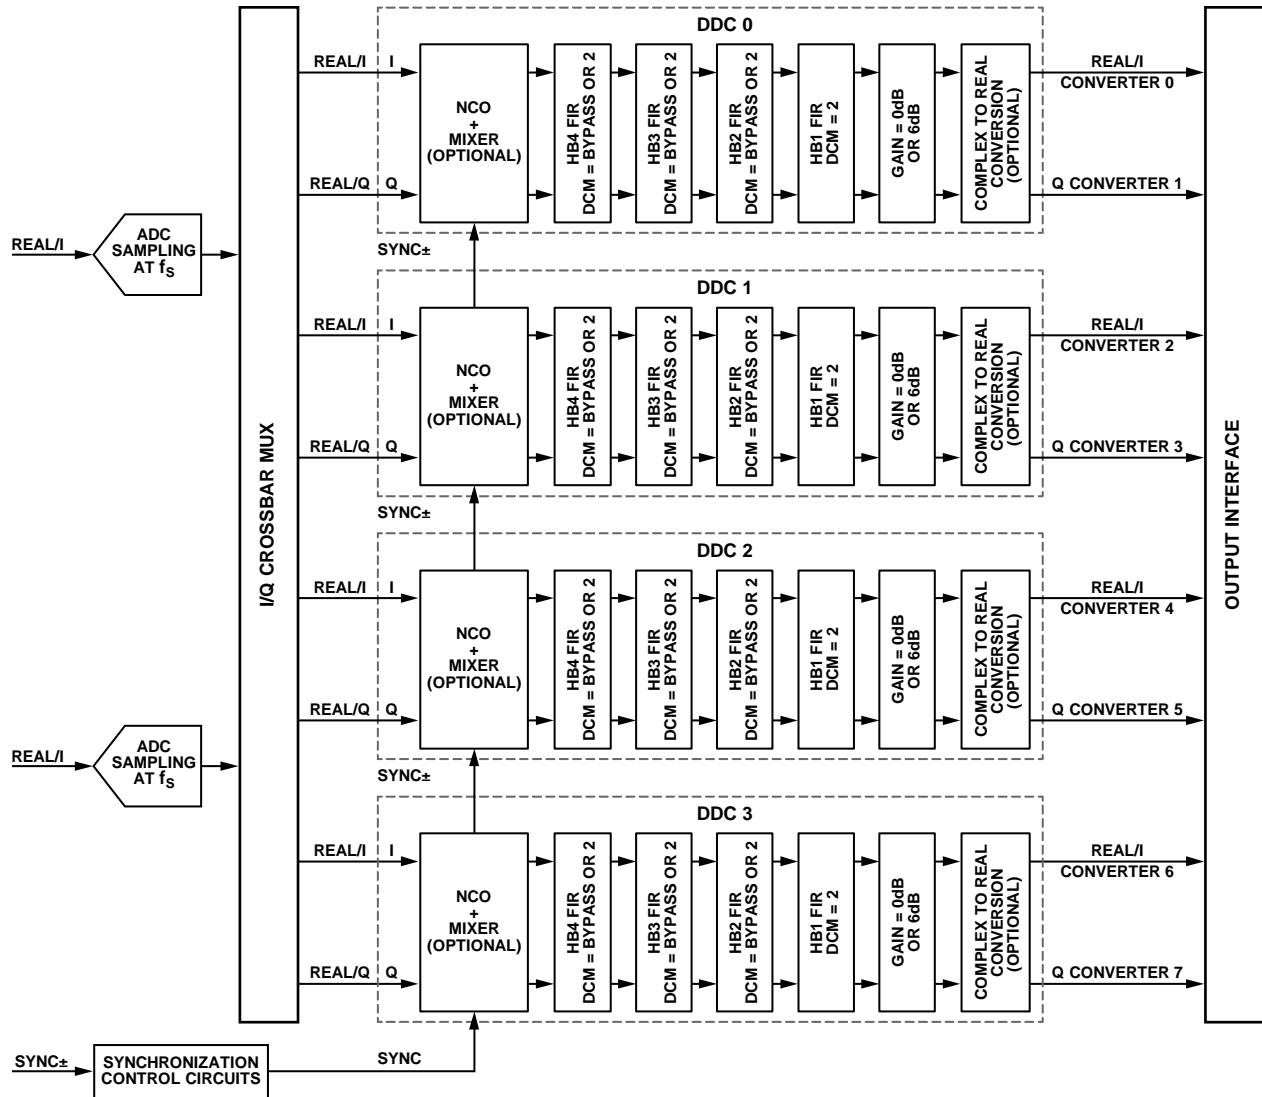 REAL/I
ADC
SAMPLING
AT fS
REAL/I
ADC
SAMPLING
AT fS
SYNC±
SYNCHRONIZATION
CONTROL CIRCUITS
SYNC
I/Q CROSSBAR MUX
DDC 0
REAL/I I
REAL/Q Q
NCO
+
MIXER
(OPTIONAL)
HB4 FIR
DCM = BYPASS OR 2
HB3 FIR
DCM = BYPASS OR 2
HB2 FIR
DCM = BYPASS OR 2
HB1 FIR
DCM = 2
GAIN = 0dB
OR 6dB
COMPLEX TO REAL
CONVERSION
(OPTIONAL)
REAL/I
CONVERTER 0
Q CONVERTER 1
SYNC±
DDC 1
REAL/I I
REAL/Q Q
NCO
+
MIXER
(OPTIONAL)
HB4 FIR
DCM = BYPASS OR 2
HB3 FIR
DCM = BYPASS OR 2
HB2 FIR
DCM = BYPASS OR 2
HB1 FIR
DCM = 2
GAIN = 0dB
OR 6dB
COMPLEX TO REAL
CONVERSION
(OPTIONAL)
REAL/I
CONVERTER 2
Q CONVERTER 3
SYNC±
DDC 2
REAL/I I
REAL/Q Q
NCO
+
MIXER
(OPTIONAL)
HB4 FIR
DCM = BYPASS OR 2
HB3 FIR
DCM = BYPASS OR 2
HB2 FIR
DCM = BYPASS OR 2
HB1 FIR
DCM = 2
GAIN = 0dB
OR 6dB
COMPLEX TO REAL
CONVERSION
(OPTIONAL)
REAL/I
CONVERTER 4
Q CONVERTER 5
SYNC±
DDC 3
REAL/I I
REAL/Q Q
NCO
+
MIXER
(OPTIONAL)
HB4 FIR
DCM = BYPASS OR 2
HB3 FIR
DCM = BYPASS OR 2
HB2 FIR
DCM = BYPASS OR 2
HB1 FIR
DCM = 2
GAIN = 0dB
OR 6dB
COMPLEX TO REAL
CONVERSION
(OPTIONAL)
REAL/I
CONVERTER 6
Q CONVERTER 7
OUTPUT INTERFACE